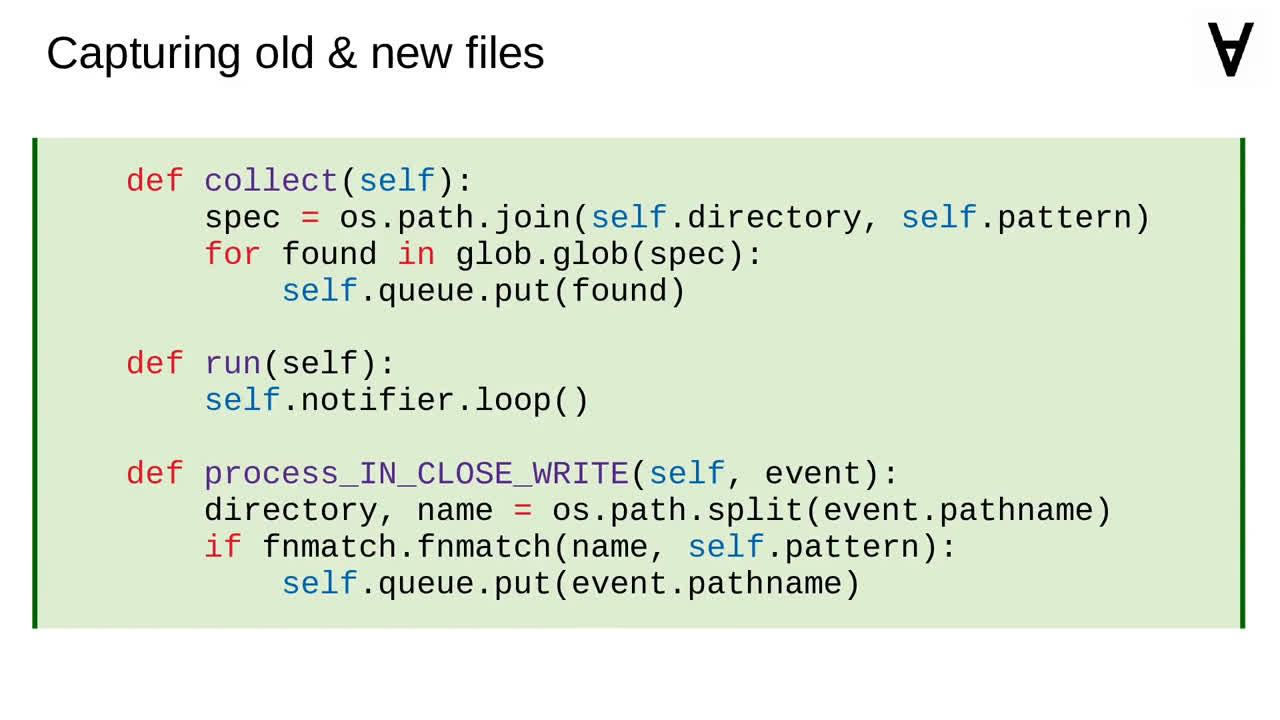 Capturing old & new files
∀
def collect(self):
    spec = os.path.join(self.directory, self.pattern)
    for found in glob.glob(spec):
        self.queue.put(found)

def run(self):
    self.notifier.loop()

def process_IN_CLOSE_WRITE(self, event):
    directory, name = os.path.split(event.pathname)
    if fnmatch.fnmatch(name, self.pattern):
        self.queue.put(event.pathname)